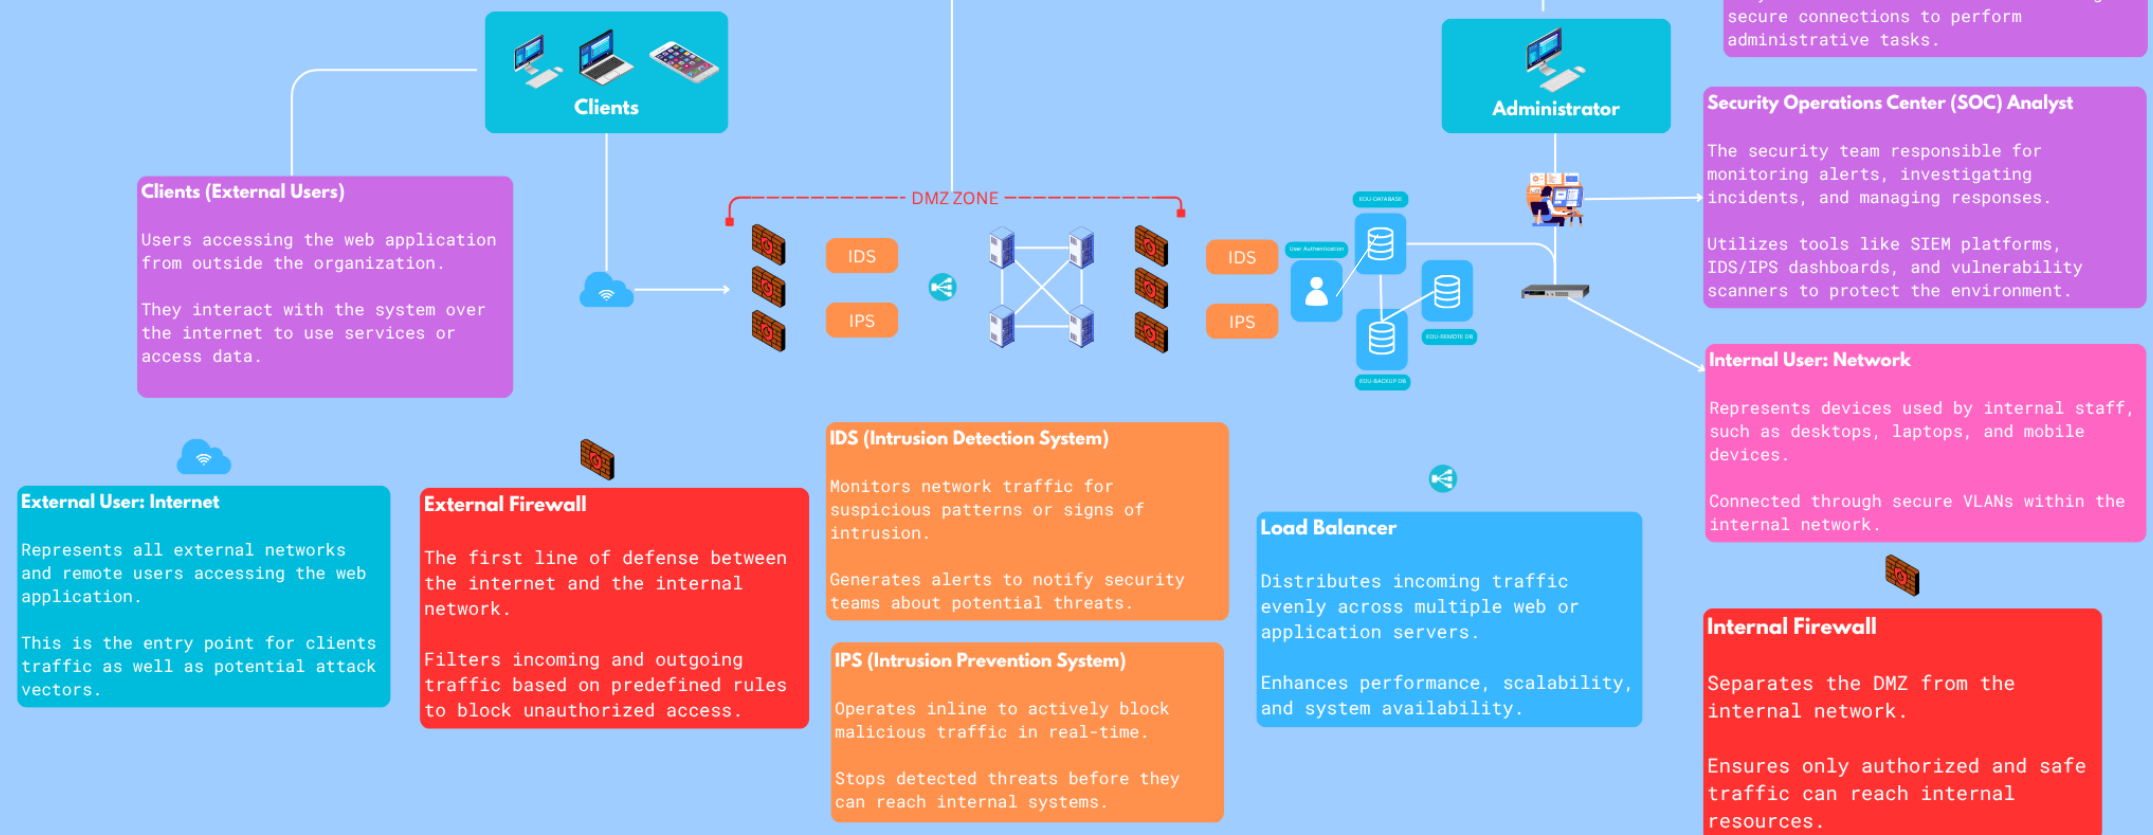 secure connections to perform
administrative tasks.
Clients
Administrator
Security Operations Center (SOC) Analyst
The security team responsible for
monitoring alerts, investigating
incidents, and managing responses.
Utilizes tools like SIEM platforms,
IDS/IPS dashboards, and vulnerability
scanners to protect the environment.
Clients (External Users)
Users accessing the web application
from outside the organization.
They interact with the system over
the internet to use services or
access data.
DMZ ZONE
IDS
IPS
IDS
IPS
EDU-DATABASE
User Authentication
EDU-REMOTE DB
EDU-BACKUP DB
Internal User: Network
Represents devices used by internal staff,
such as desktops, laptops, and mobile
devices.
Connected through secure VLANs within the
internal network.
External User: Internet
Represents all external networks
and remote users accessing the web
application.
This is the entry point for clients
traffic as well as potential attack
vectors.
External Firewall
The first line of defense between
the internet and the internal
network.
Filters incoming and outgoing
traffic based on predefined rules
to block unauthorized access.
IDS (Intrusion Detection System)
Monitors network traffic for
suspicious patterns or signs of
intrusion.
Generates alerts to notify security
teams about potential threats.
IPS (Intrusion Prevention System)
Operates inline to actively block
malicious traffic in real-time.
Stops detected threats before they
can reach internal systems.
Load Balancer
Distributes incoming traffic
evenly across multiple web or
application servers.
Enhances performance, scalability,
and system availability.
Internal Firewall
Separates the DMZ from the
internal network.
Ensures only authorized and safe
traffic can reach internal
resources.